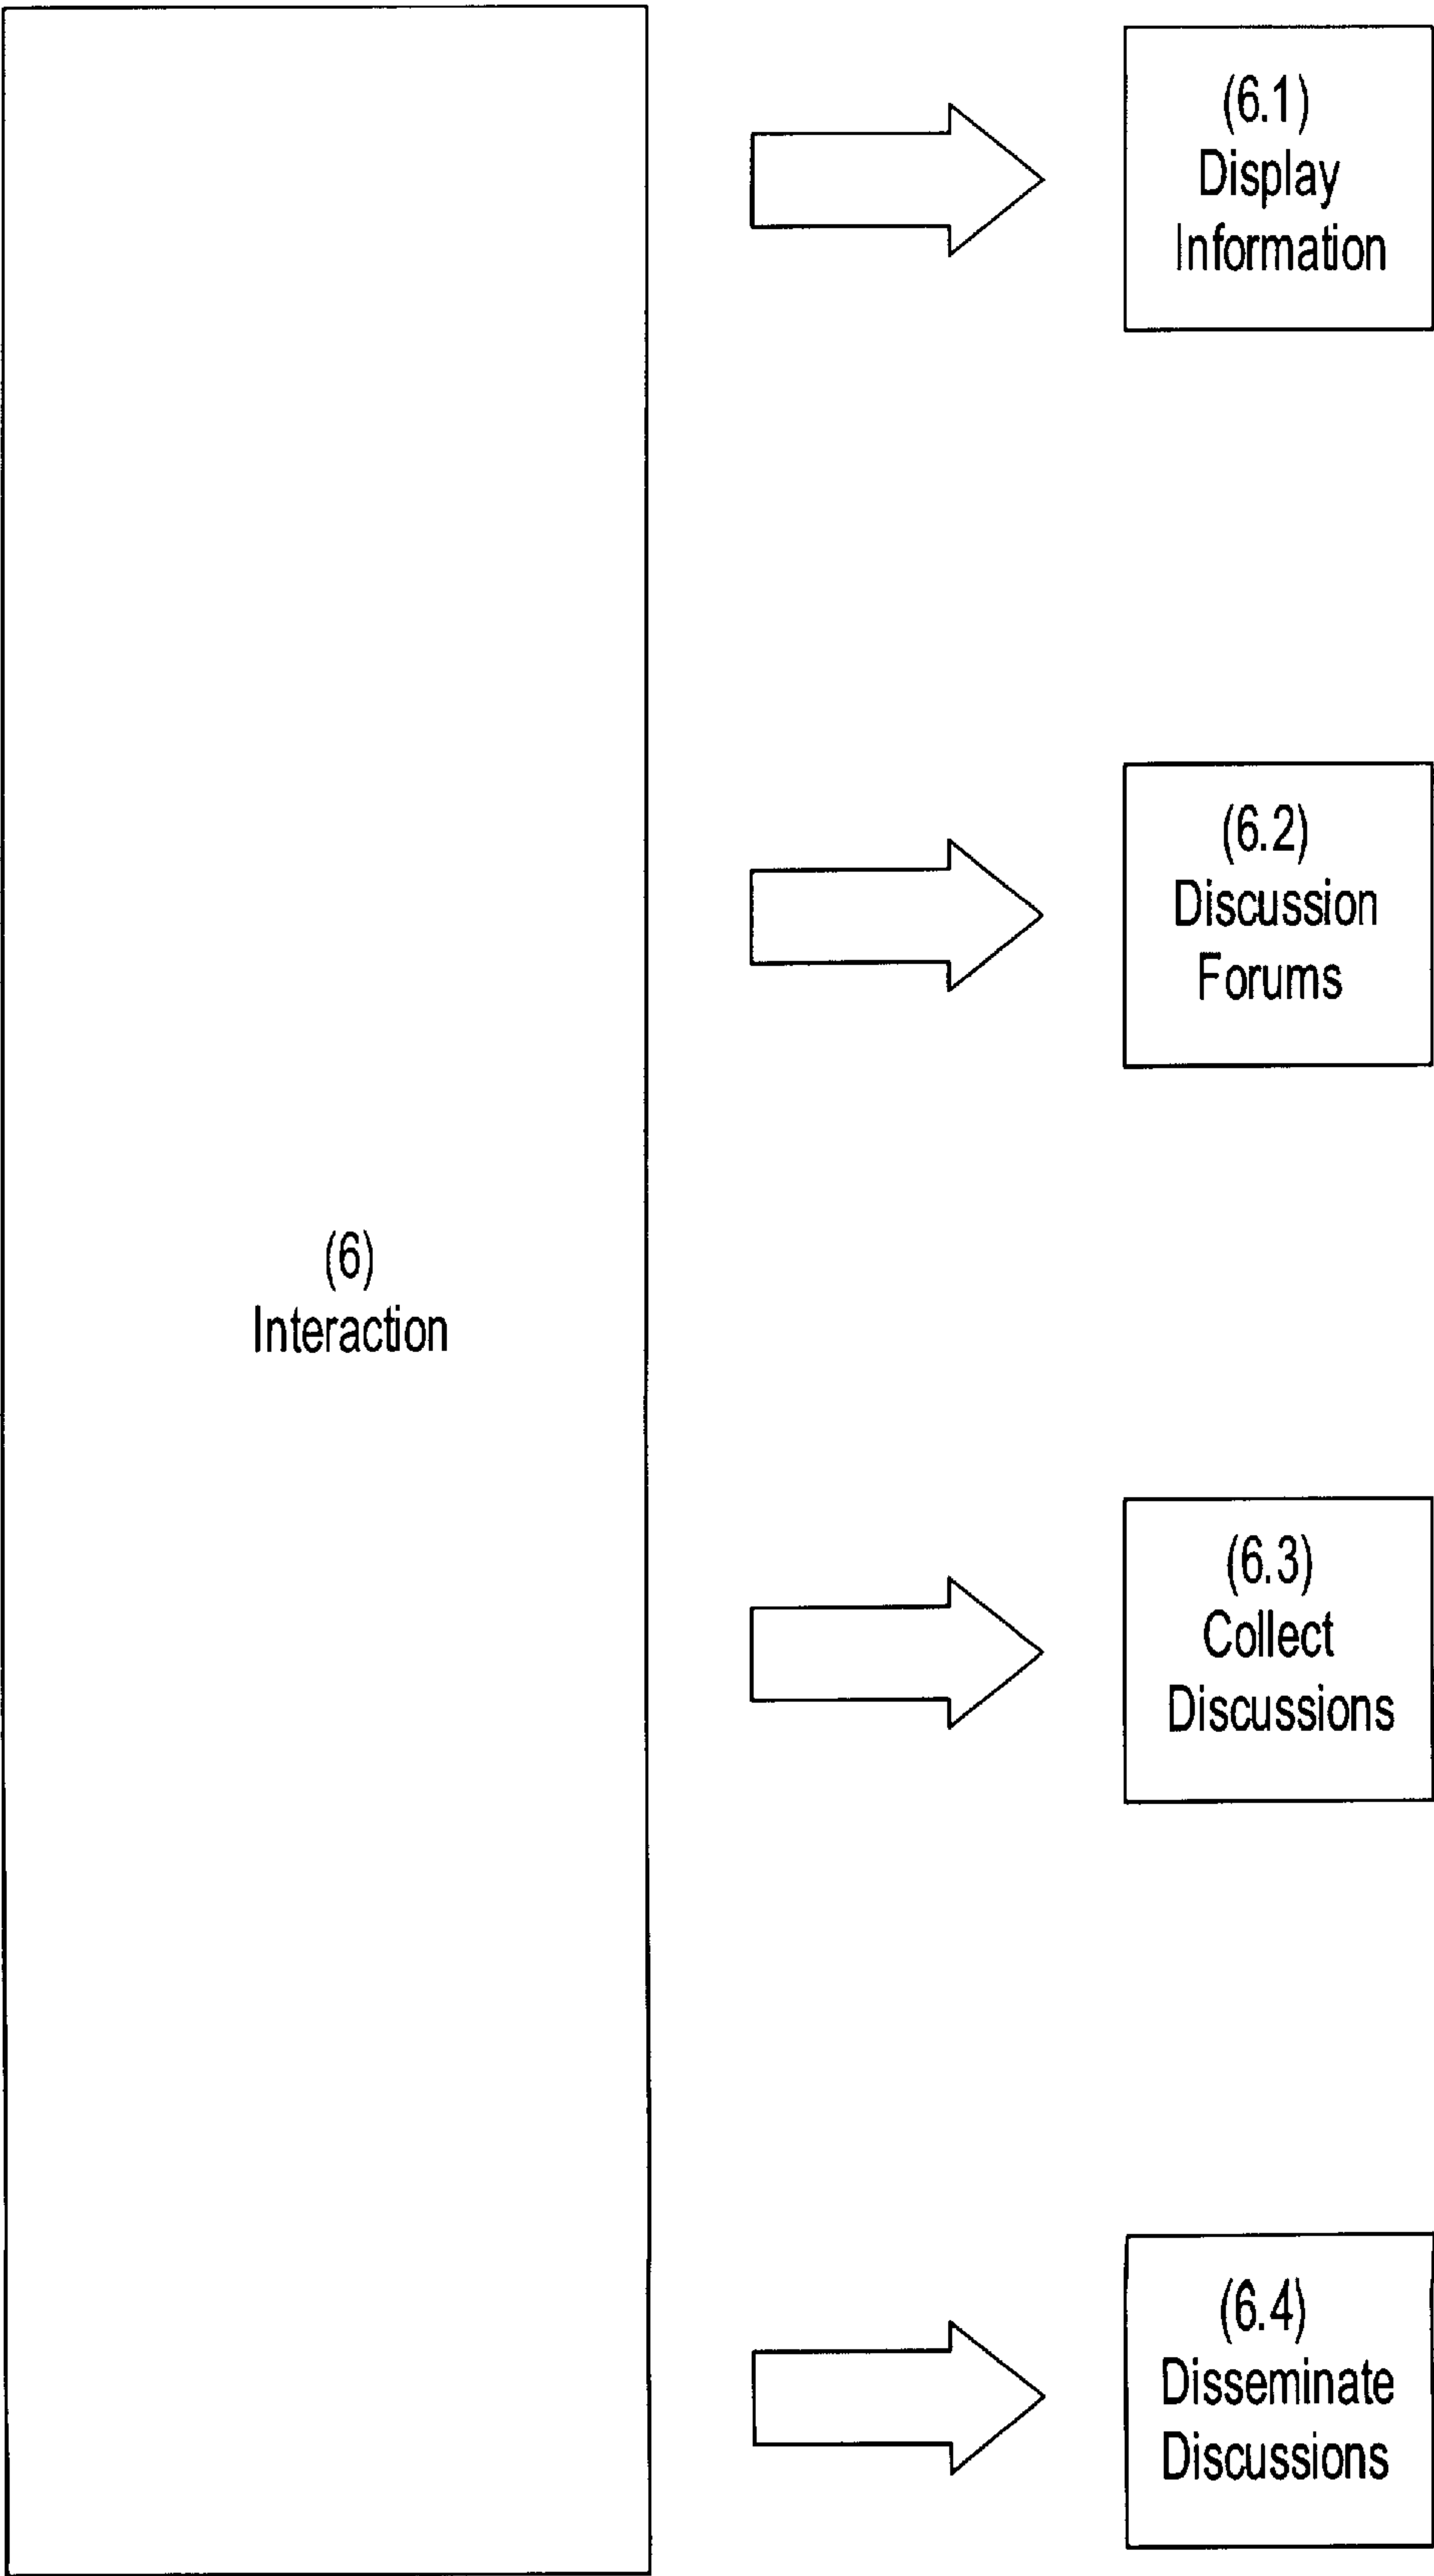 (6.1)
Display
Information
(6.2)
Discussion
Forums
(6)
Interaction
(6.3)
Collect
Discussions
(6.4)
Disseminate
Discussions